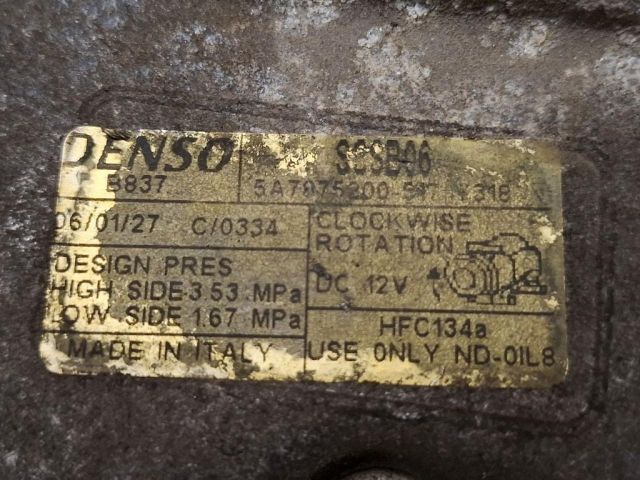 DENSO SCSB06
B837 5A7875200
06/01/27 C/0334
CLOCKWISE
ROTATION
DESIGN PRES
HIGH SIDE 3.53 MPa
LOW SIDE 1.67 MPa
DC 12V
HFC134a
MADE IN ITALY
USE ONLY ND-OIL8